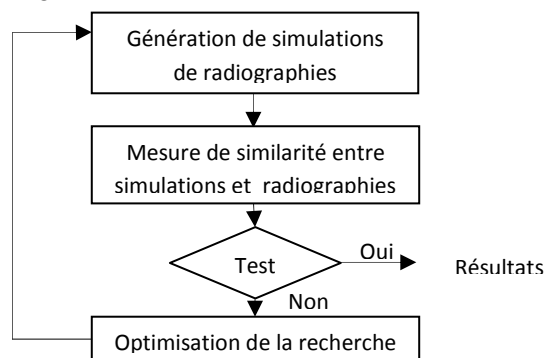 Génération de simulations
de radiographies
Mesure de similarité entre
simulations et radiographies
Test
Oui
Résultats
Non
Optimisation de la recherche